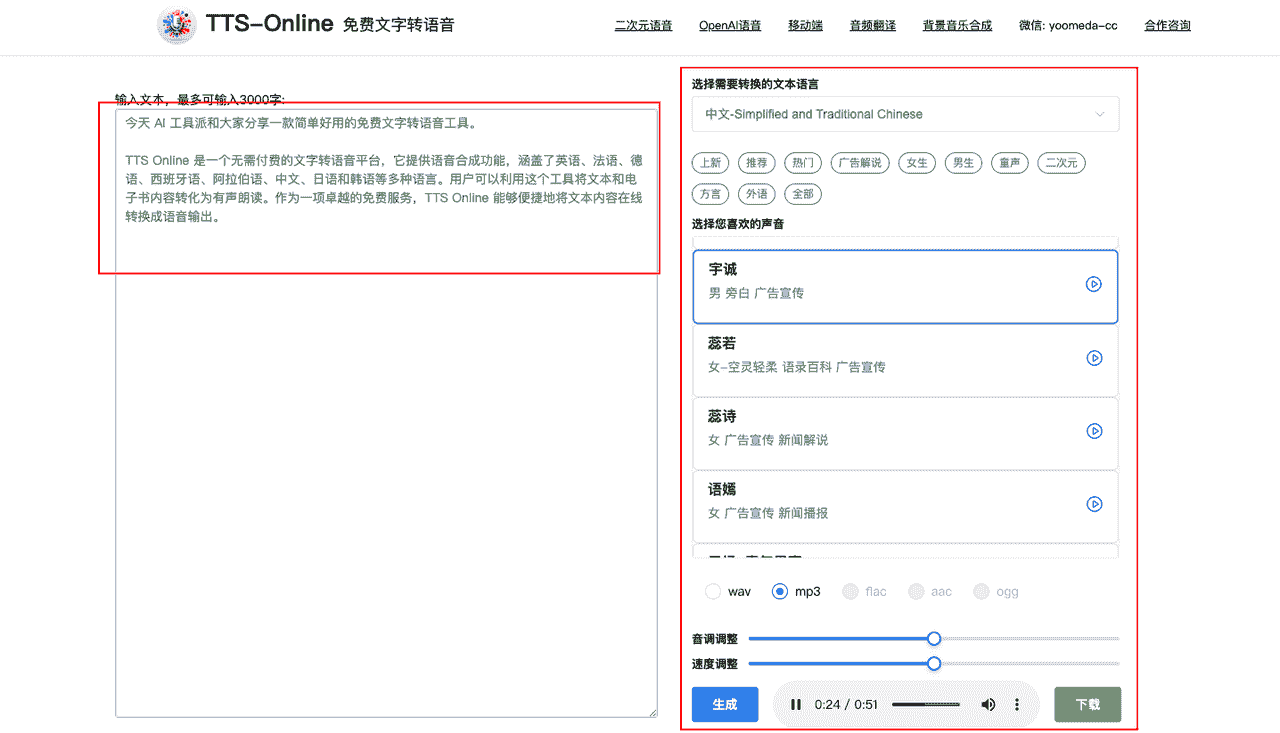 TTS-Online 免费文字转语音
二次元语音 OpenAI语音 移动端 音频翻译 背景音乐合成 微信: yoomeda-cc 合作咨询
输入文本，最多可输入3000字:
今天 AI 工具派和大家分享一款简单好用的免费文字转语音工具。
TTS Online 是一个无需付费的文字转语音平台，它提供语音合成功能，涵盖了英语、法语、德
语、西班牙语、阿拉伯语、中文、日语和韩语等多种语言。用户可以利用这个工具将文本和电
子书内容转化为有声朗读。作为一项卓越的免费服务，TTS Online 能够便捷地将文本内容在线
转换成语音输出。
选择需要转换的文本语言
中文-Simplified and Traditional Chinese
上新 推荐 热门 广告解说 女生 男生 童声 二次元
方言 外语 全部
选择您喜欢的声音
宇诚
男 旁白 广告宣传
蕊若
女-空灵轻柔 语录百科 广告宣传
蕊诗
女 广告宣传 新闻解说
语嫣
女 广告宣传 新闻播报
wav mp3 flac aac ogg
音调调整
速度调整
生成 0:24 / 0:51 下载